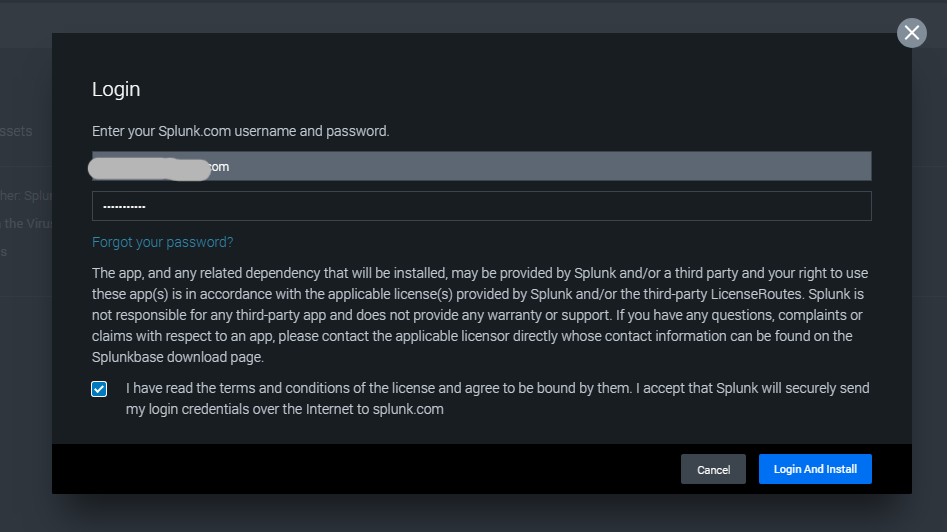 Login
Enter your Splunk.com username and password.
com
•••••••••••
Forgot your password?
The app, and any related dependency that will be installed, may be provided by Splunk and/or a third party and your right to use
these app(s) is in accordance with the applicable license(s) provided by Splunk and/or the third-party LicenseRoutes. Splunk is
not responsible for any third-party app and does not provide any warranty or support. If you have any questions, complaints or
claims with respect to an app, please contact the applicable licensor directly whose contact information can be found on the
Splunkbase download page.
I have read the terms and conditions of the license and agree to be bound by them. I accept that Splunk will securely send
my login credentials over the Internet to splunk.com
Cancel
Login And Install
ssets
her: Splu
the Viru
s